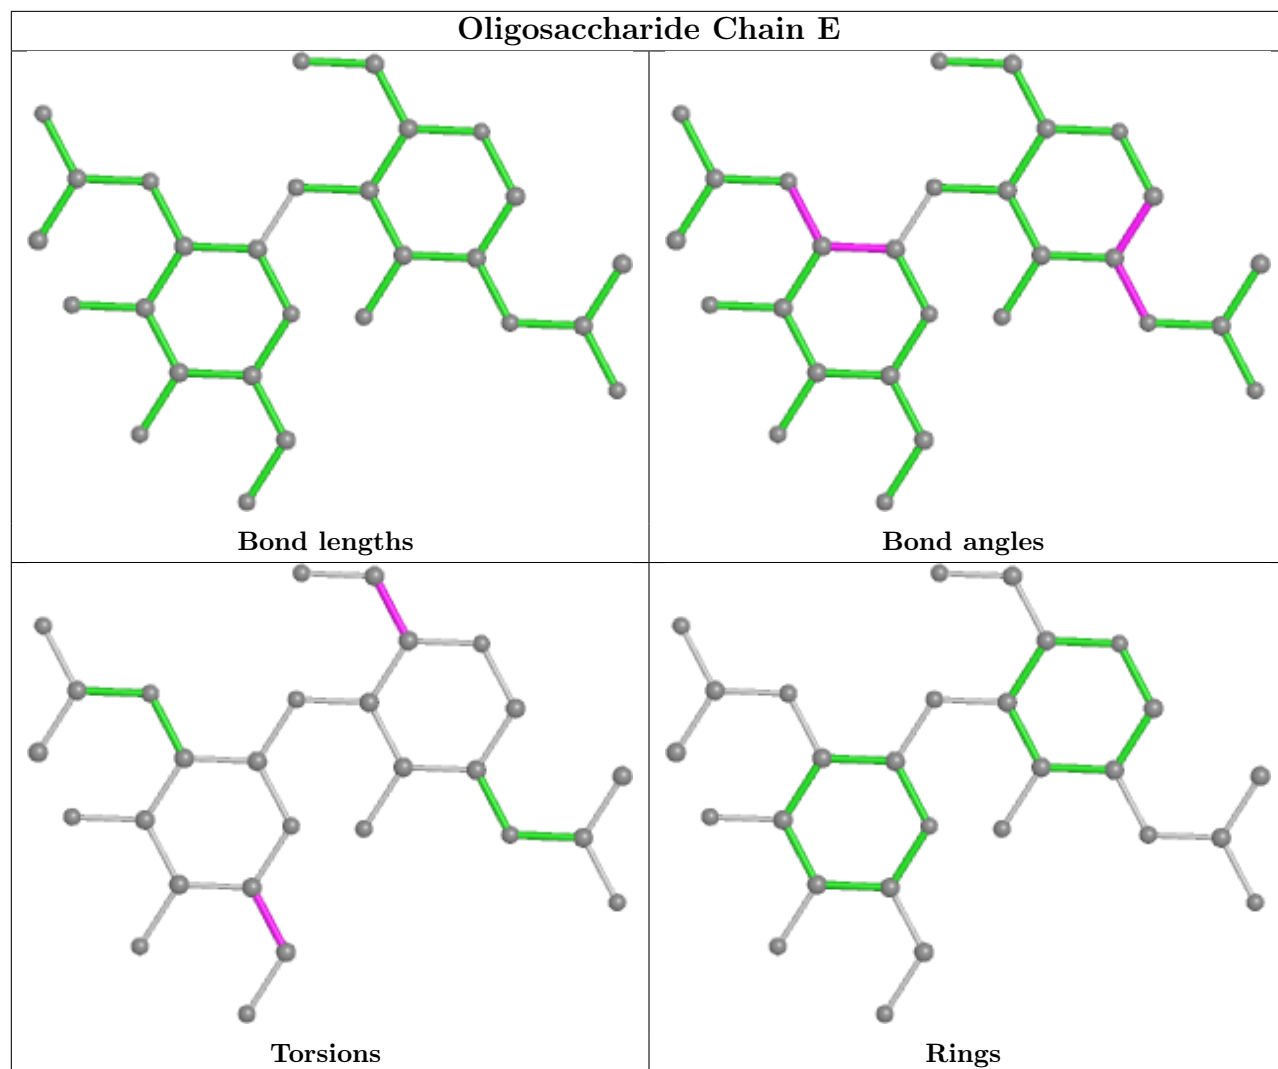 Oligosaccharide Chain E
Bond lengths
Bond angles
Torsions
Rings